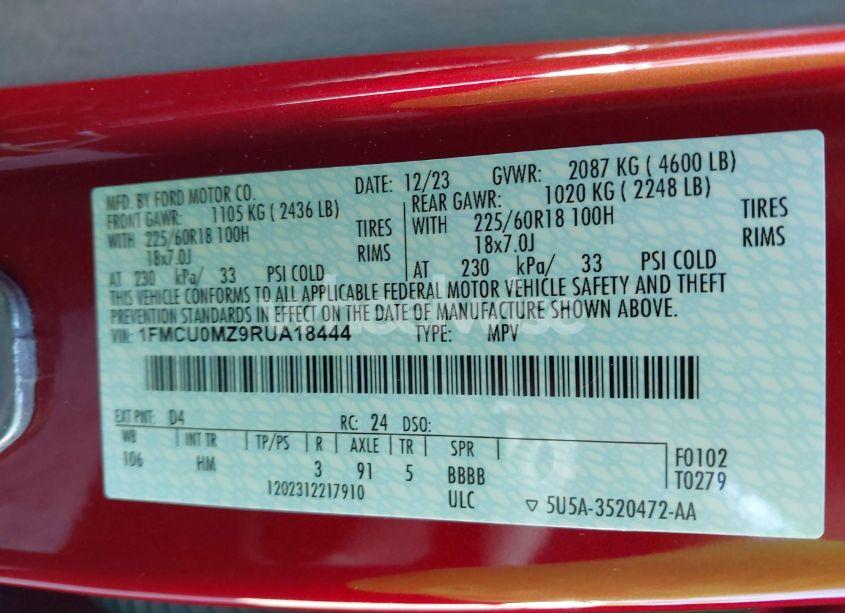 MFD. BY FORD MOTOR CO. DATE: 12/23 GVWR: 2087 KG ( 4600 LB)
FRONT GAWR: 1105 KG ( 2436 LB) REAR GAWR: 1020 KG ( 2248 LB)
WITH 225/60R18 100H TIRES WITH 225/60R18 100H TIRES
18x7.0J RIMS 18x7.0J RIMS
AT 230 kPa/ 33 PSI COLD AT 230 kPa/ 33 PSI COLD
THIS VEHICLE CONFORMS TO ALL APPLICABLE FEDERAL MOTOR VEHICLE SAFETY AND THEFT
PREVENTION STANDARDS IN EFFECT ON THE DATE OF MANUFACTURE SHOWN ABOVE.
VIN: 1FMCU0MZ9RUA18444 TYPE: MPV
EXT PNT: D4 RC: 24 DSO:
WB INT TR TP/PS R AXLE TR SPR F0102
106 HM 3 91 5 BBBB T0279
1202312217910 ULC ▽ 5U5A-3520472-AA